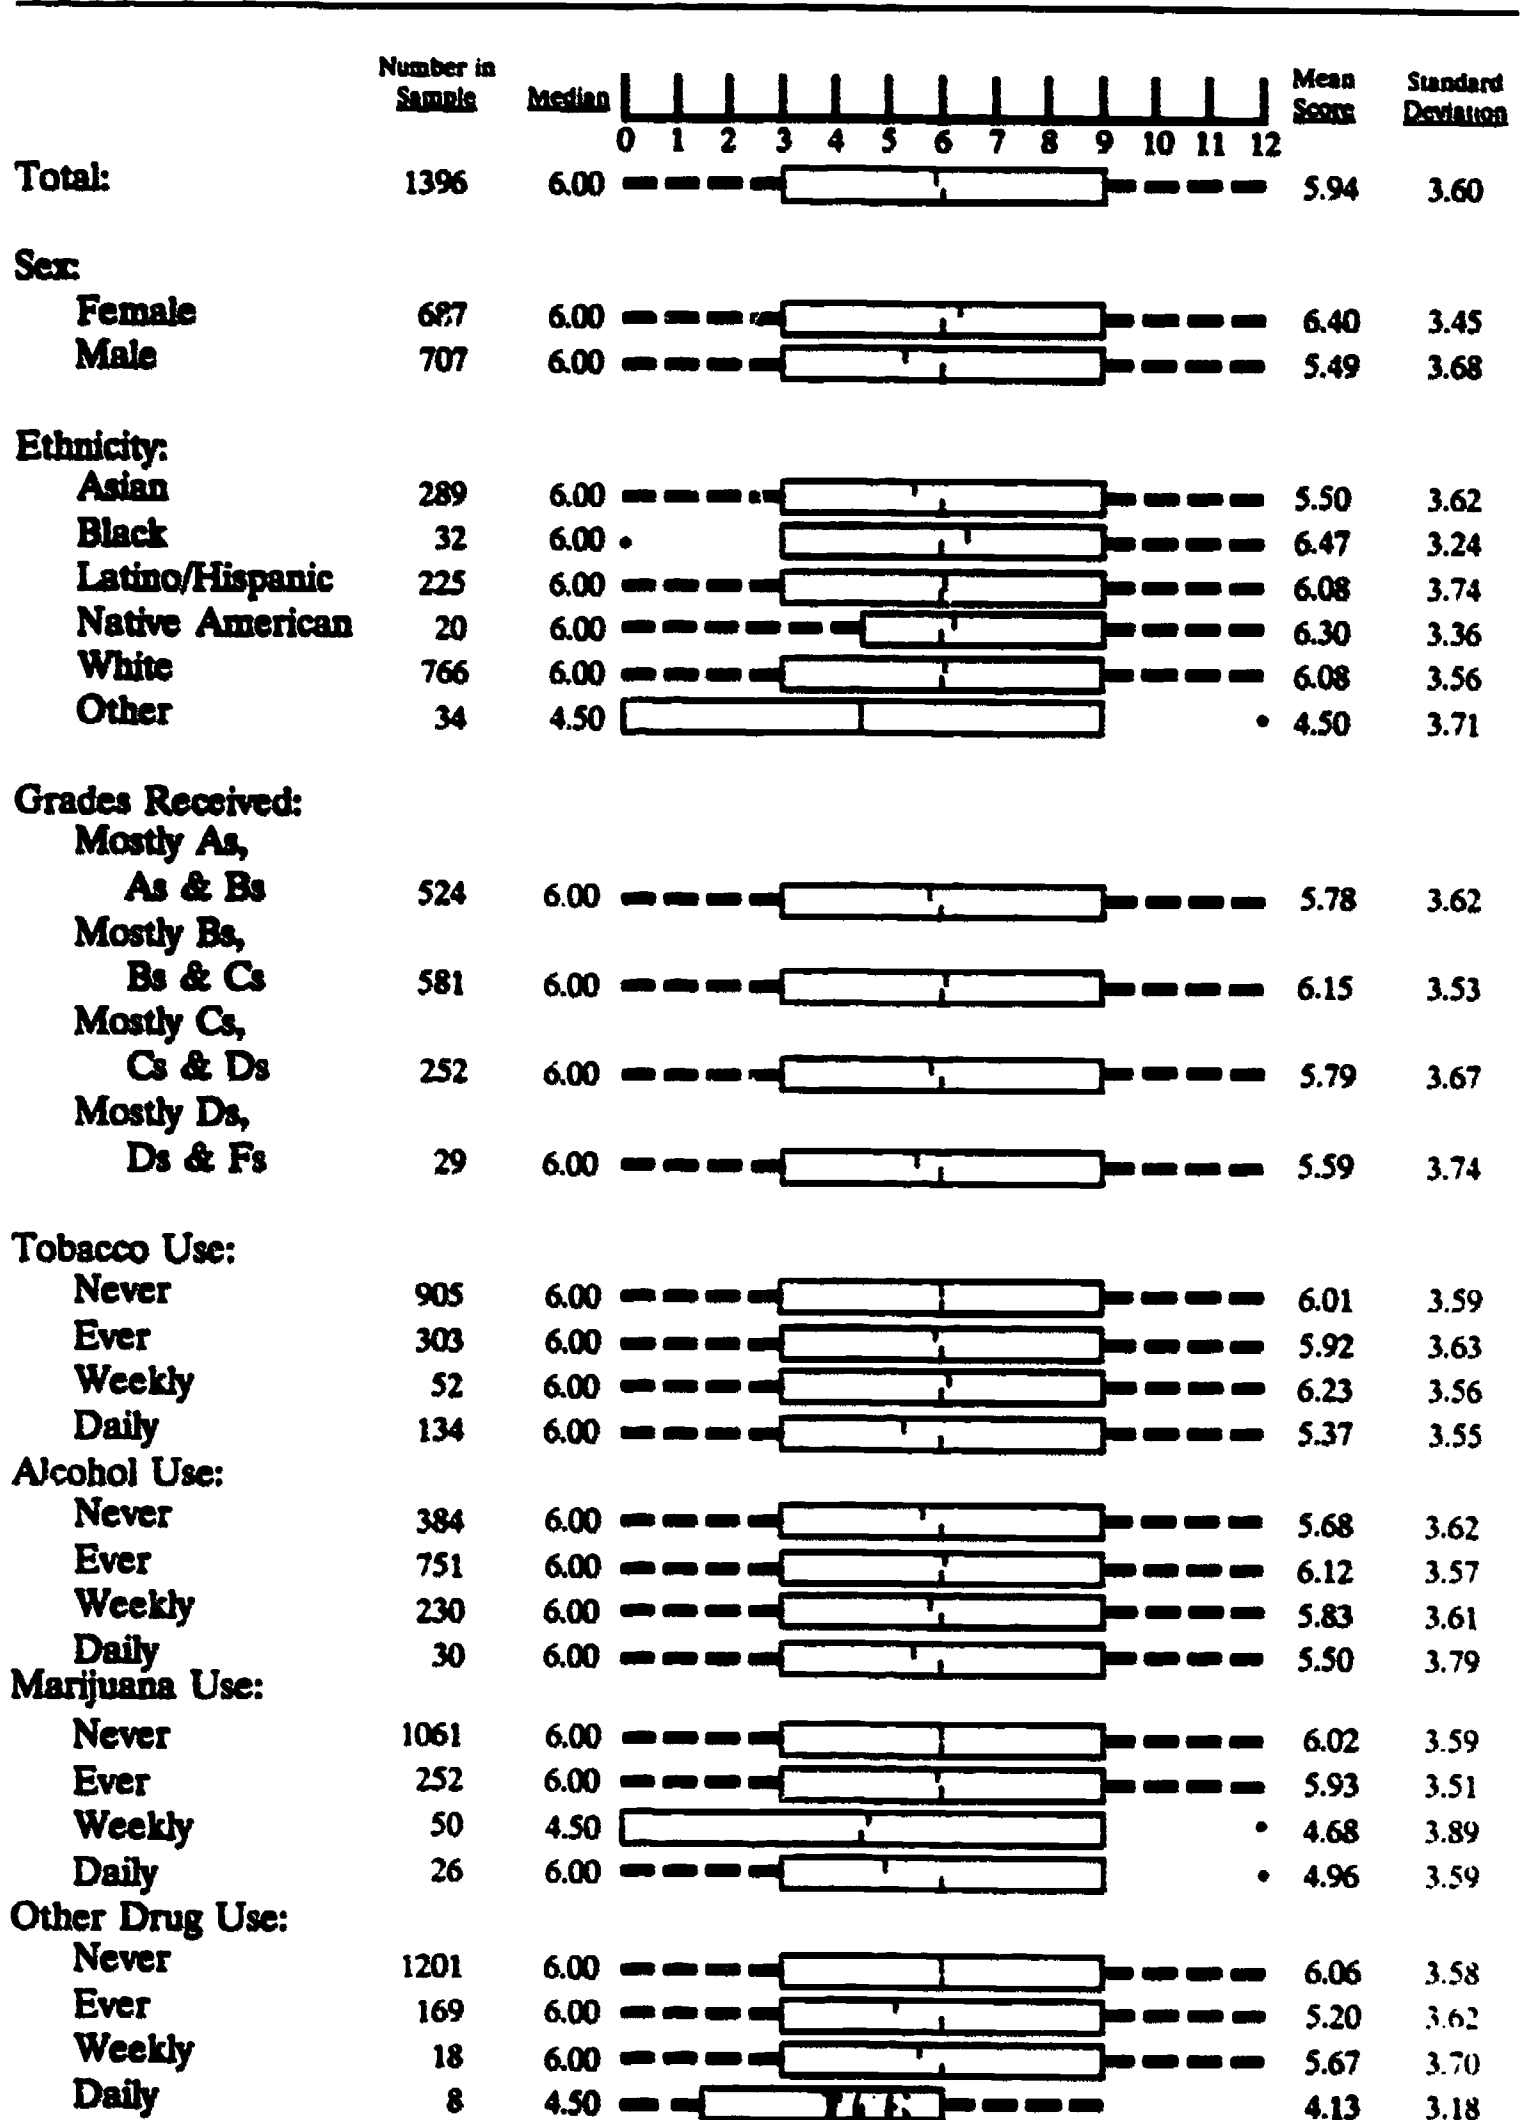 Number in Mean Standard
Sample Median Score Deviation
0 1 2 3 4 5 6 7 8 9 10 11 12
Total: 1396 6.00 5.94 3.60
Sex:
Female 687 6.00 6.40 3.45
Male 707 6.00 5.49 3.68
Ethnicity:
Asian 289 6.00 5.50 3.62
Black 32 6.00 6.47 3.24
Latino/Hispanic 225 6.00 6.08 3.74
Native American 20 6.00 6.30 3.36
White 766 6.00 6.08 3.56
Other 34 4.50 4.50 3.71
Grades Received:
Mostly As,
As & Bs 524 6.00 5.78 3.62
Mostly Bs,
Bs & Cs 581 6.00 6.15 3.53
Mostly Cs,
Cs & Ds 252 6.00 5.79 3.67
Mostly Ds,
Ds & Fs 29 6.00 5.59 3.74
Tobacco Use:
Never 905 6.00 6.01 3.59
Ever 303 6.00 5.92 3.63
Weekly 52 6.00 6.23 3.56
Daily 134 6.00 5.37 3.55
Alcohol Use:
Never 384 6.00 5.68 3.62
Ever 751 6.00 6.12 3.57
Weekly 230 6.00 5.83 3.61
Daily 30 6.00 5.50 3.79
Marijuana Use:
Never 1061 6.00 6.02 3.59
Ever 252 6.00 5.93 3.51
Weekly 50 4.50 4.68 3.89
Daily 26 6.00 4.96 3.59
Other Drug Use:
Never 1201 6.00 6.06 3.58
Ever 169 6.00 5.20 3.62
Weekly 18 6.00 5.67 3.70
Daily 8 4.50 4.13 3.18